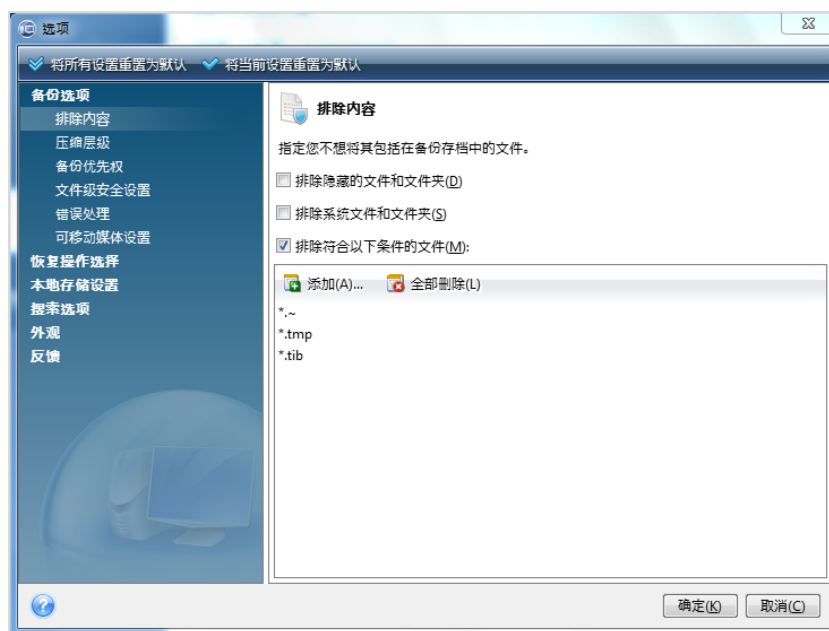 选项
将所有设置重置为默认 将当前设置重置为默认
备份选项
排除内容
压缩层级
备份优先权
文件级安全设置
错误处理
可移动媒体设置
恢复操作选择
本地存储设置
搜索选项
外观
反馈
排除内容
指定您不想将其包括在备份存档中的文件。
排除隐藏的文件和文件夹(D)
排除系统文件和文件夹(S)
排除符合以下条件的文件(M):
添加(A)... 全部删除(L)
*.~
*.tmp
*.tib
确定(K) 取消(C)